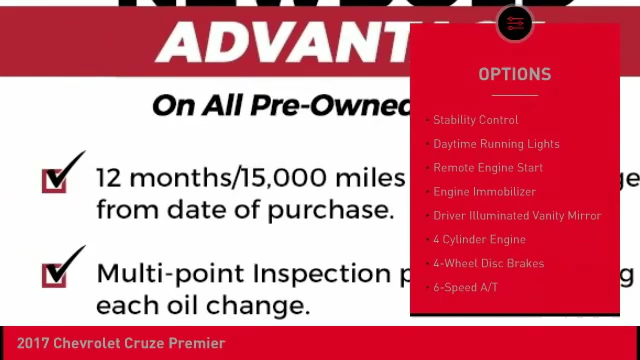 ADVANT
On All Pre-Owned
12 months/15,000 miles
from date of purchase.
Multi-point Inspection
each oil change.
OPTIONS
Stability Control
Daytime Running Lights
Remote Engine Start
Engine Immobilizer
Driver Illuminated Vanity Mirror
4 Cylinder Engine
4-Wheel Disc Brakes
6-Speed A/T
2017 Chevrolet Cruze Premier